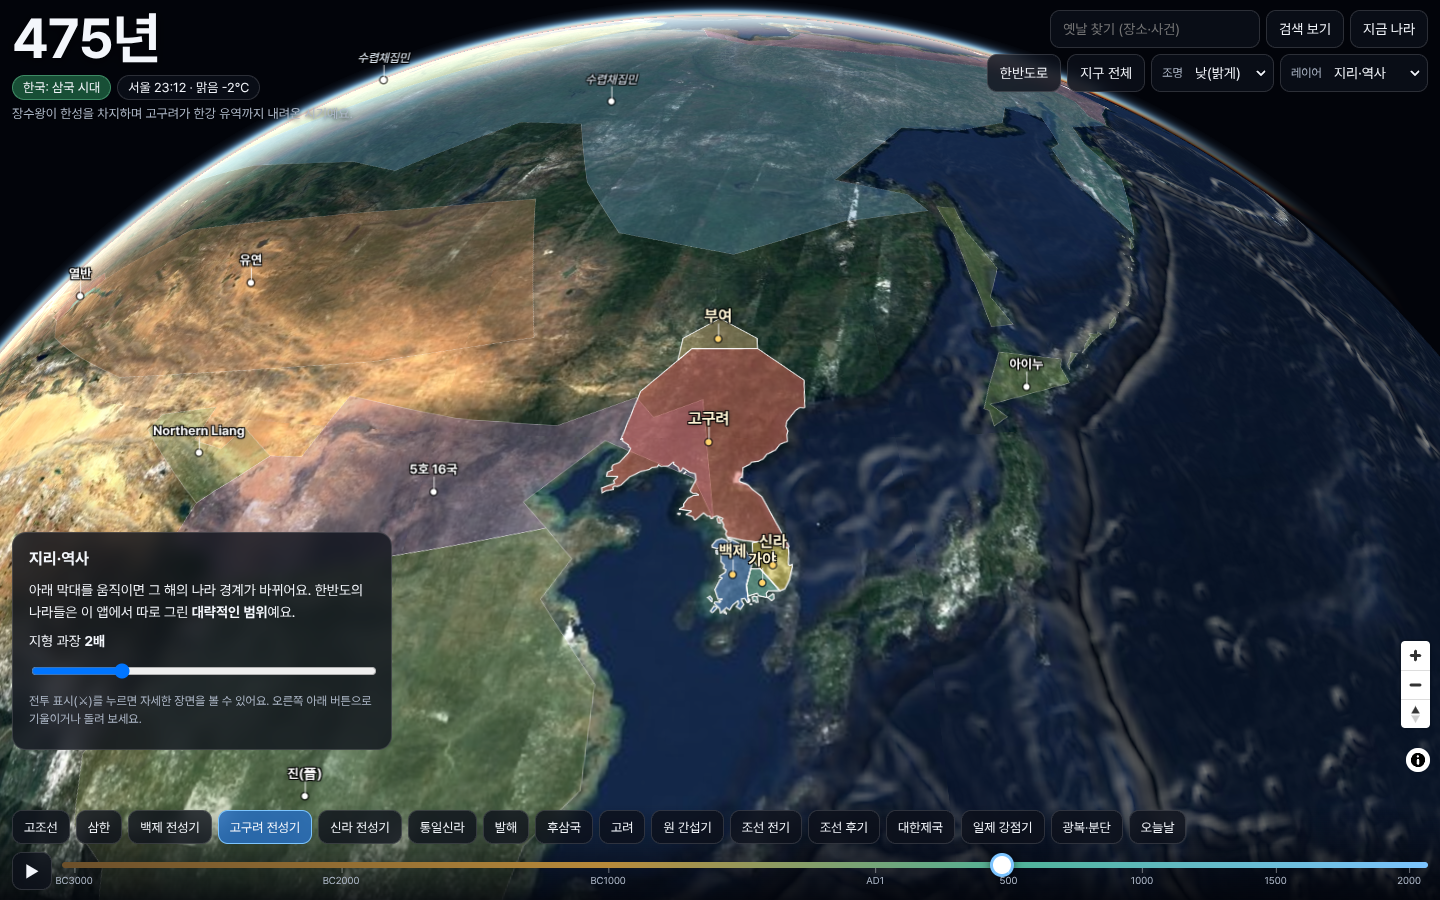 475년
한국: 삼국 시대
서울 23:12 · 맑음 -2°C
장수왕이 한성을 차지하며 고구려가 한강 유역까지 내려온
옛날 찾기 (장소·사건)
검색 보기
지금 나라
한반도로
지구 전체
조명 낮(밝게)
레이어 지리·역사
수렵채집민
수렵채집민
열반
유연
부여
고구려
아이누
Northern Liang
5호 16국
신라
백제
가야
지리·역사
아래 막대를 움직이면 그 해의 나라 경계가 바뀌어요. 한반도의
나라들은 이 앱에서 따로 그린 대략적인 범위예요.
지형 과장 2배
전투 표시(⚔)를 누르면 자세한 장면을 볼 수 있어요. 오른쪽 아래 버튼으로
기울이거나 돌려 보세요.
진(晉)
고조선
삼한
백제 전성기
고구려 전성기
신라 전성기
통일신라
발해
후삼국
고려
원 간섭기
조선 전기
조선 후기
대한제국
일제 강점기
광복·분단
오늘날
BC3000
BC2000
BC1000
AD1
500
1000
1500
2000